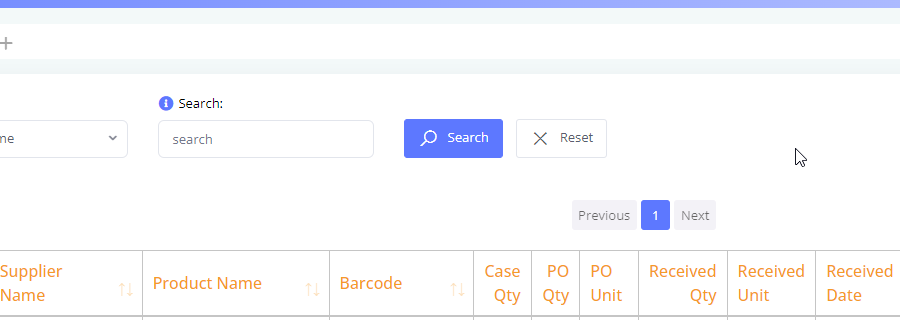 Search:
me
search
Search
Reset
Previous
1
Next
Supplier
Name
Product Name
Barcode
Case
Qty
PO
Qty
PO
Unit
Received
Qty
Received
Unit
Received
Date